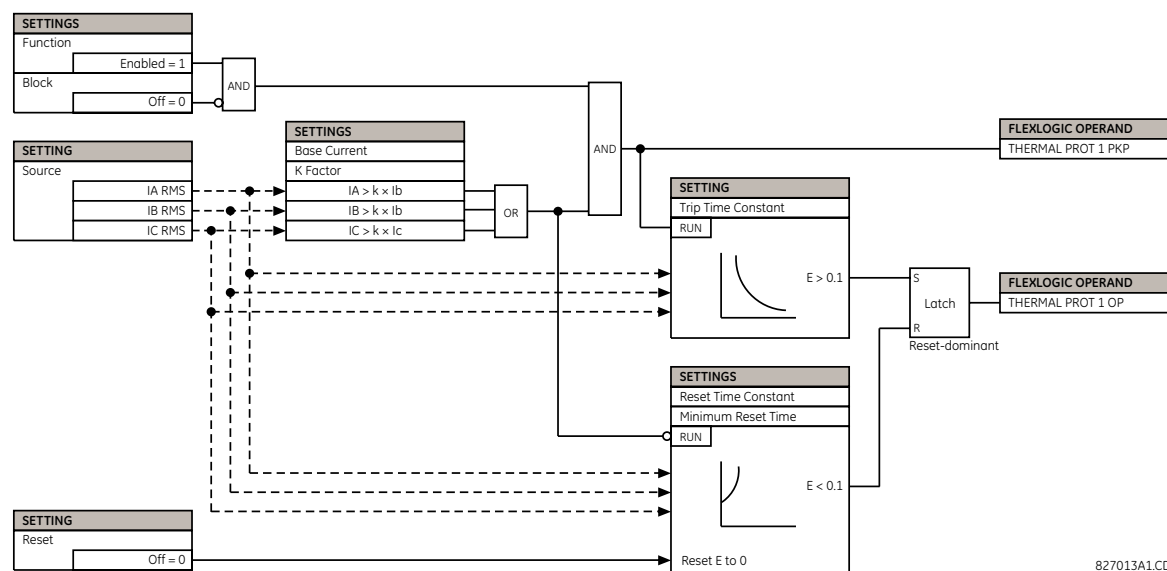 SETTINGS
Function
Enabled = 1
Block
Off = 0
AND
SETTING
Source
IA RMS
IB RMS
IC RMS
SETTINGS
Base Current
K Factor
IA > k × Ib
IB > k × Ib
IC > k × Ic
OR
AND
FLEXLOGIC OPERAND
THERMAL PROT 1 PKP
SETTING
Trip Time Constant
RUN
E > 0.1
S
Latch
R
Reset-dominant
FLEXLOGIC OPERAND
THERMAL PROT 1 OP
SETTINGS
Reset Time Constant
Minimum Reset Time
RUN
E < 0.1
Reset E to 0
SETTING
Reset
Off = 0